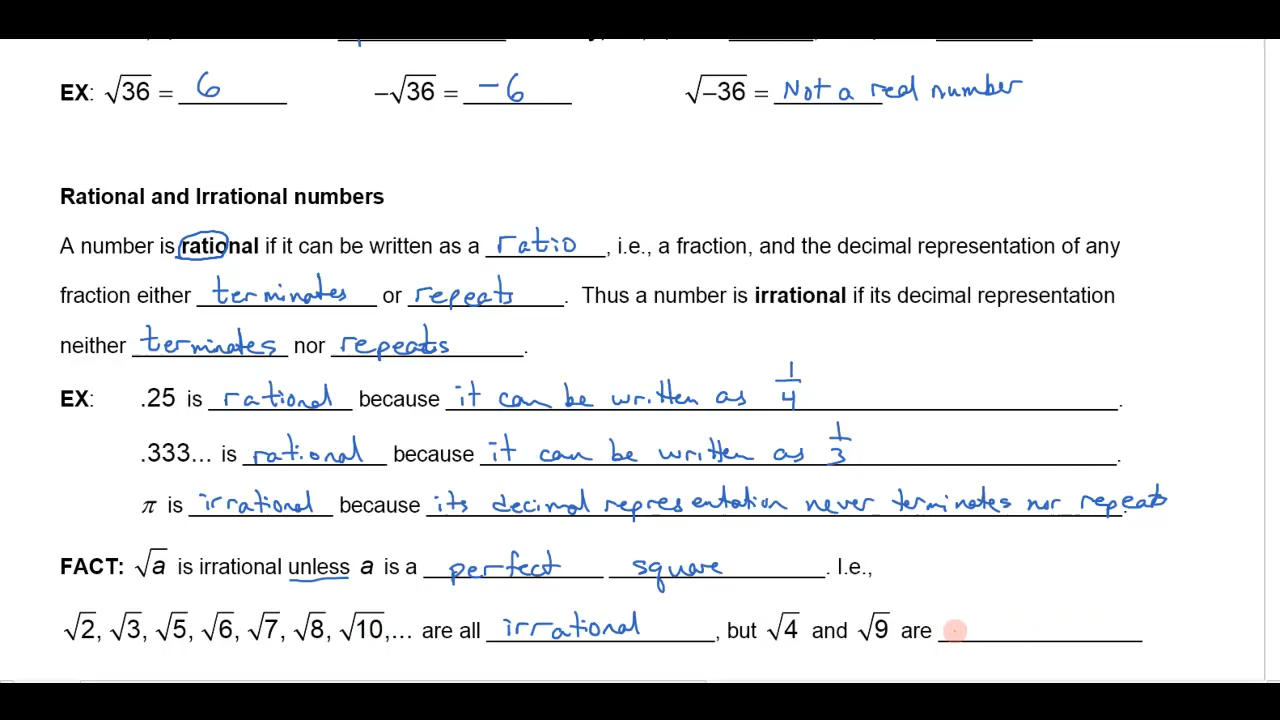 EX: √36 = 6 −√36 = −6 √−36 = Not a real number
Rational and Irrational numbers
A number is rational if it can be written as a ratio, i.e., a fraction, and the decimal representation of any
fraction either terminates or repeats. Thus a number is irrational if its decimal representation
neither terminates nor repeats.
EX: .25 is rational because it can be written as 1/4.
.333... is rational because it can be written as 1/3.
π is irrational because its decimal representation never terminates nor repeats.
FACT: √a is irrational unless a is a perfect square. I.e.,
√2, √3, √5, √6, √7, √8, √10,... are all irrational, but √4 and √9 are